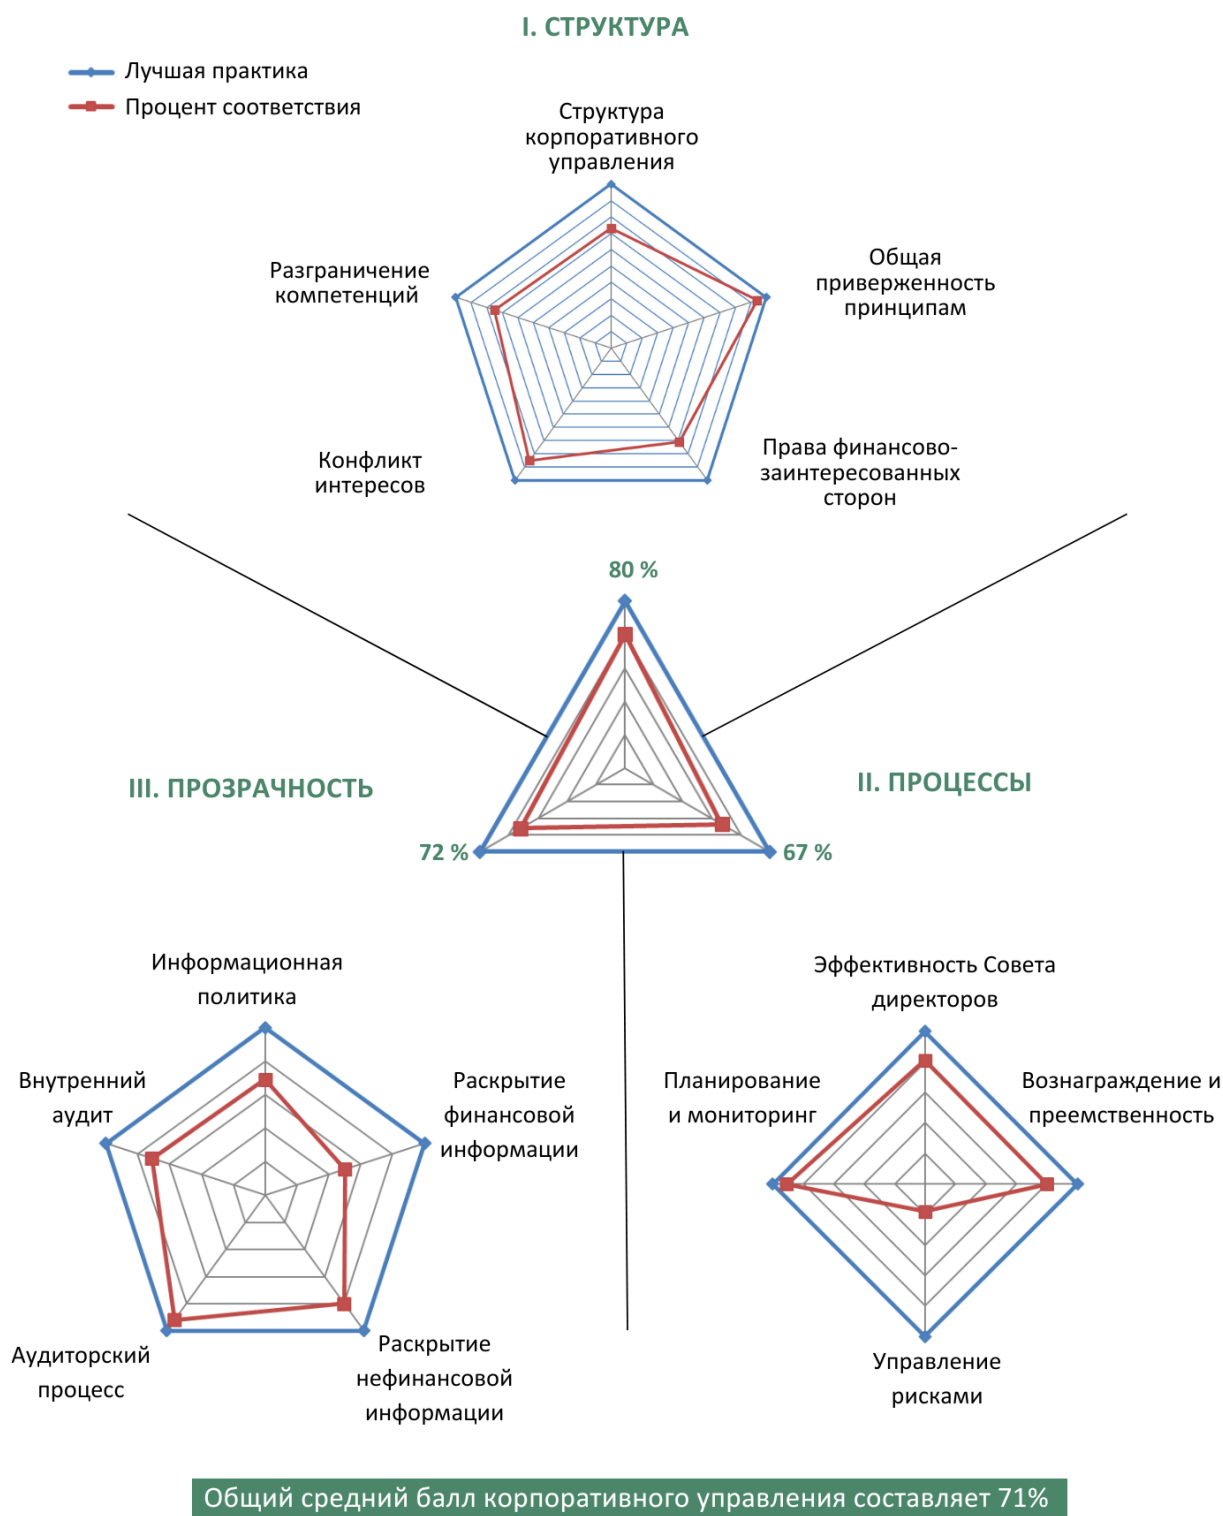 I. СТРУКТУРА
Лучшая практика
Процент соответствия
Структура
корпоративного
управления
Общая
приверженность
принципам
Разграничение
компетенций
Конфликт
интересов
Права финансово-
заинтересованных
сторон
80 %
III. ПРОЗРАЧНОСТЬ
II. ПРОЦЕССЫ
72 %
67 %
Информационная
политика
Внутренний
аудит
Раскрытие
финансовой
информации
Аудиторский
процесс
Раскрытие
нефинансовой
информации
Эффективность Совета
директоров
Планирование
и мониторинг
Вознаграждение и
преемственность
Управление
рисками
Общий средний балл корпоративного управления составляет 71%